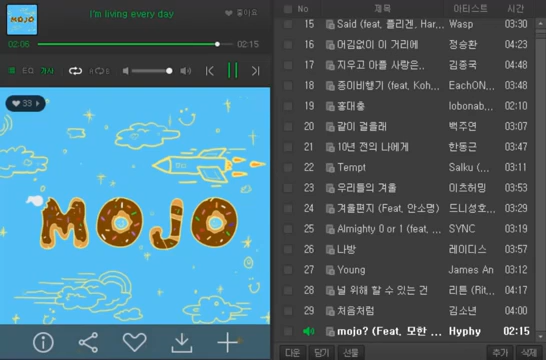 MOJO
I'm living every day
좋아요
02:06
02:15
EQ 가사
33
MOJO
No 제목 아티스트 시간
15 Said (feat. 플리겐, Har... Wasp 03:30
16 어김없이 이 거리에 정승환 04:23
17 지우고 아플 사랑은.. 김종국 04:48
18 종이비행기 (feat. Koh... EachON... 03:48
19 홍대출 lobonab... 02:10
20 같이 걸을래 백주연 03:07
21 10년 전의 나에게 한동근 03:47
22 Tempt Salku (... 03:11
23 우리들의 겨울 이츠허밍 03:53
24 겨울편지 (Feat. 안소명) 드니성호... 03:29
25 Almighty 0 or 1 (feat, ... SYNC 03:19
26 나방 레이디스 03:57
27 Young James An 03:12
28 널 위해 할 수 있는 건 리튼 (Rit... 04:17
29 처음처럼 김소년 04:00
mojo? (Feat. 모한 ... Hyphy 02:15
다운 담기 선물 추가 삭제